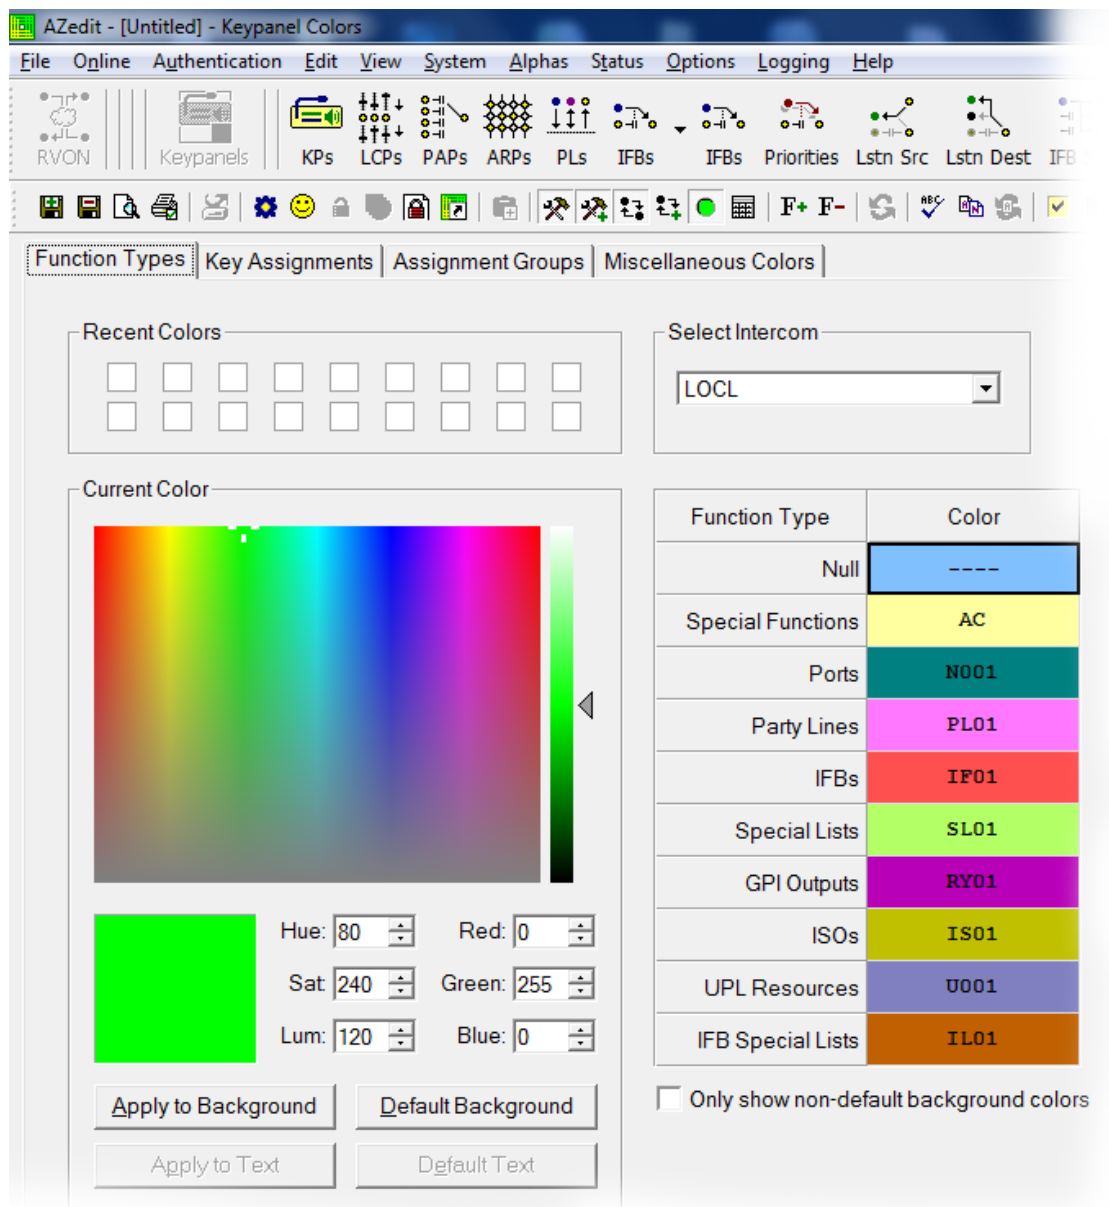 AZedit - [Untitled] - Keypanel Colors
File Online Authentication Edit View System Alphas Status Options Logging Help
RVON Keypanels KPs LCPs PAPs ARPs PLs IFBs IFBs Priorities Lstn Src Lstn Dest IFB
F+ F- ABC
Function Types Key Assignments Assignment Groups Miscellaneous Colors
Recent Colors
Select Intercom
LOCL
Current Color
Function Type Color
Null ----
Special Functions AC
Ports N001
Party Lines PL01
IFBs IF01
Special Lists SL01
GPI Outputs RY01
ISOs IS01
UPL Resources U001
IFB Special Lists IL01
Only show non-default background colors
Hue: 80 Red: 0
Sat: 240 Green: 255
Lum: 120 Blue: 0
Apply to Background Default Background
Apply to Text Default Text